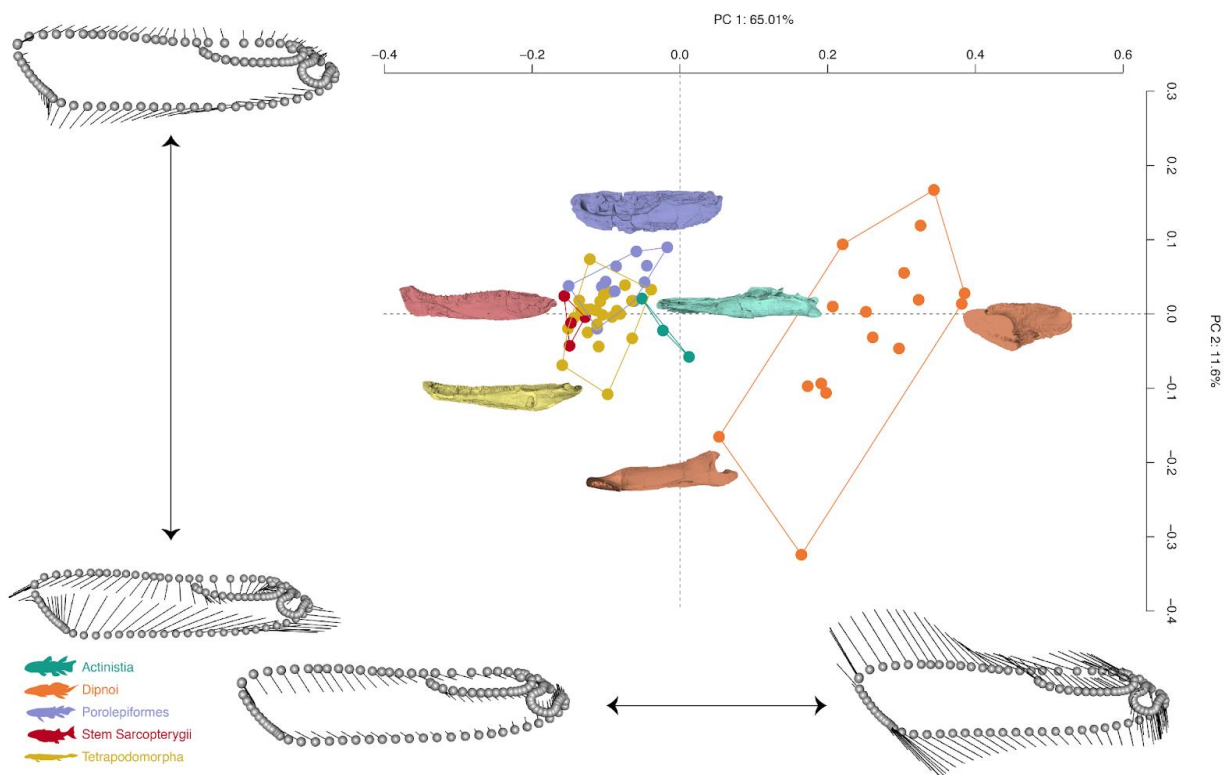 PC 1: 65.01%
−0.4 −0.2 0.0 0.2 0.4 0.6
0.3
0.2
0.1
0.0
−0.1
−0.2
−0.3
−0.4
PC 2: 11.6%
Actinistia
Dipnoi
Porolepiformes
Stem Sarcopterygii
Tetrapodomorpha